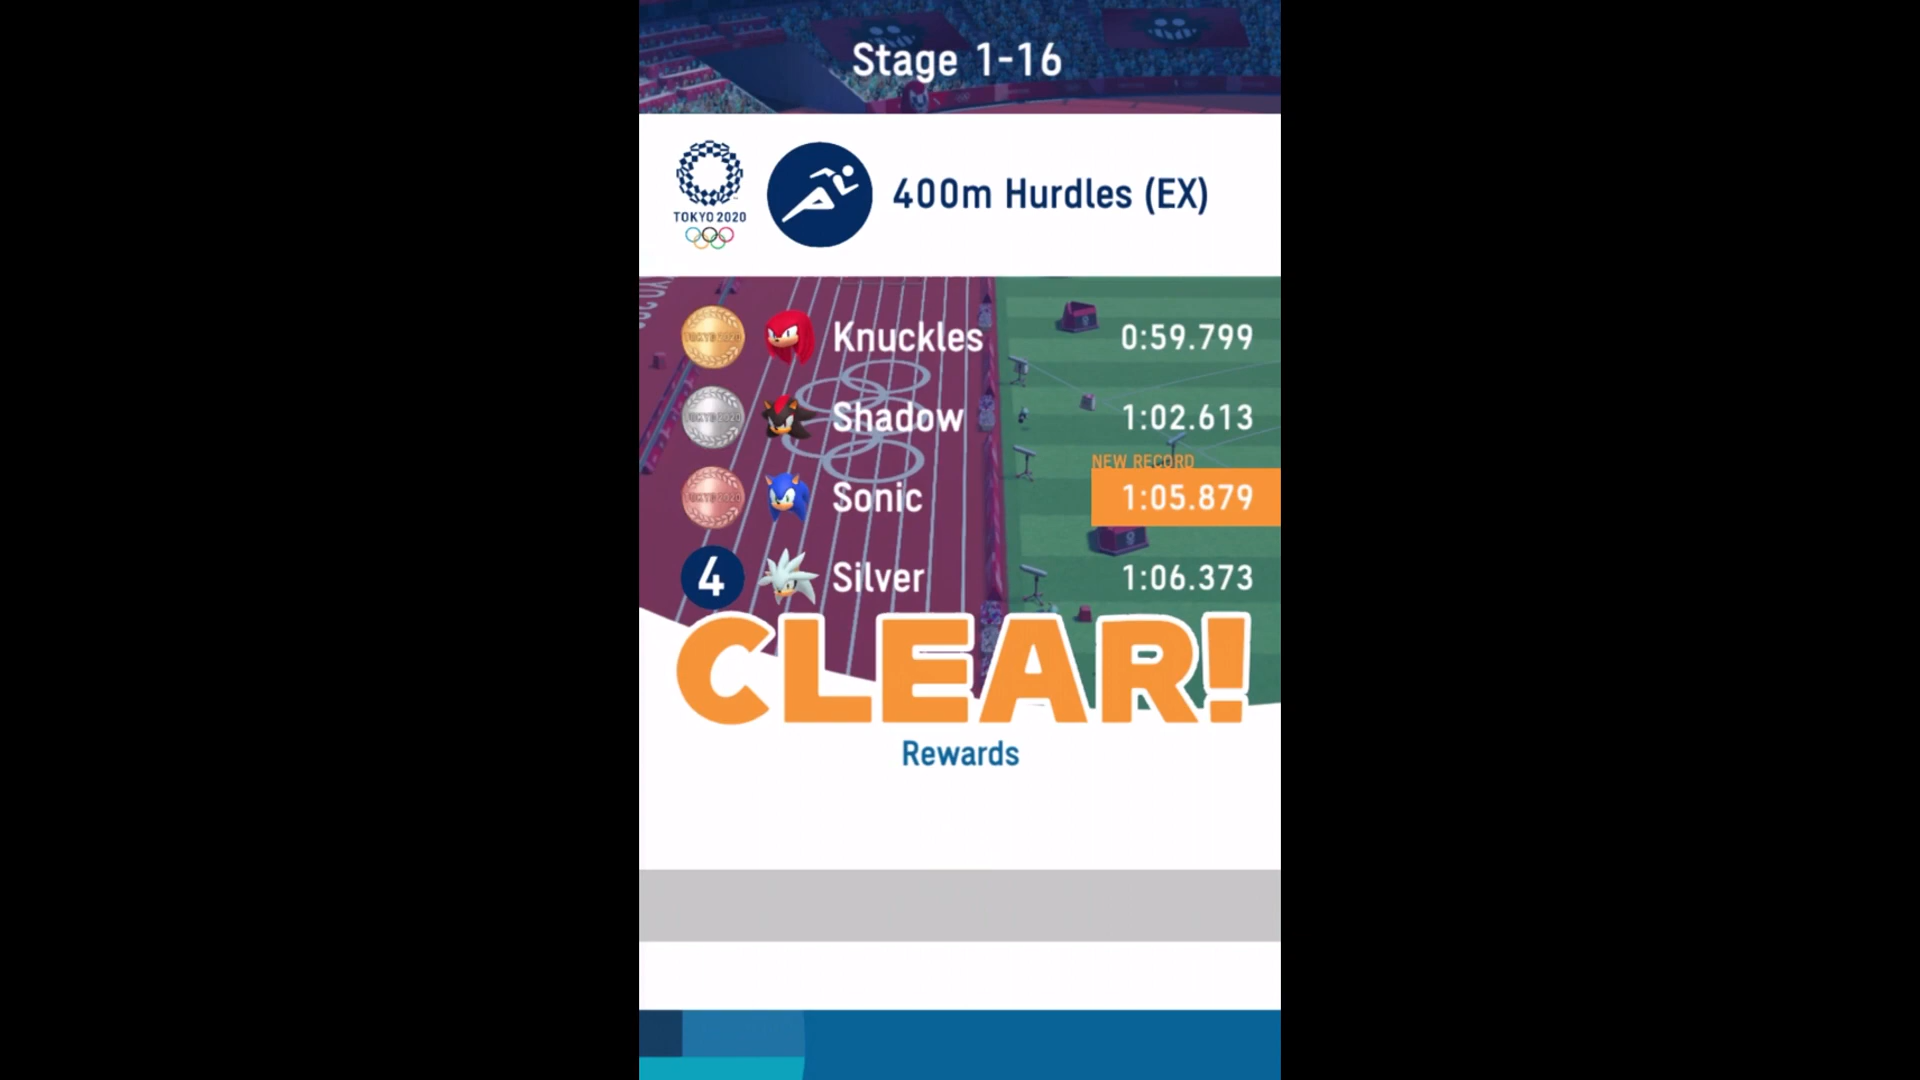 Stage 1-16
TOKYO 2020
400m Hurdles (EX)
Knuckles 0:59.799
Shadow 1:02.613
NEW RECORD
Sonic 1:05.879
4 Silver 1:06.373
CLEAR!
Rewards